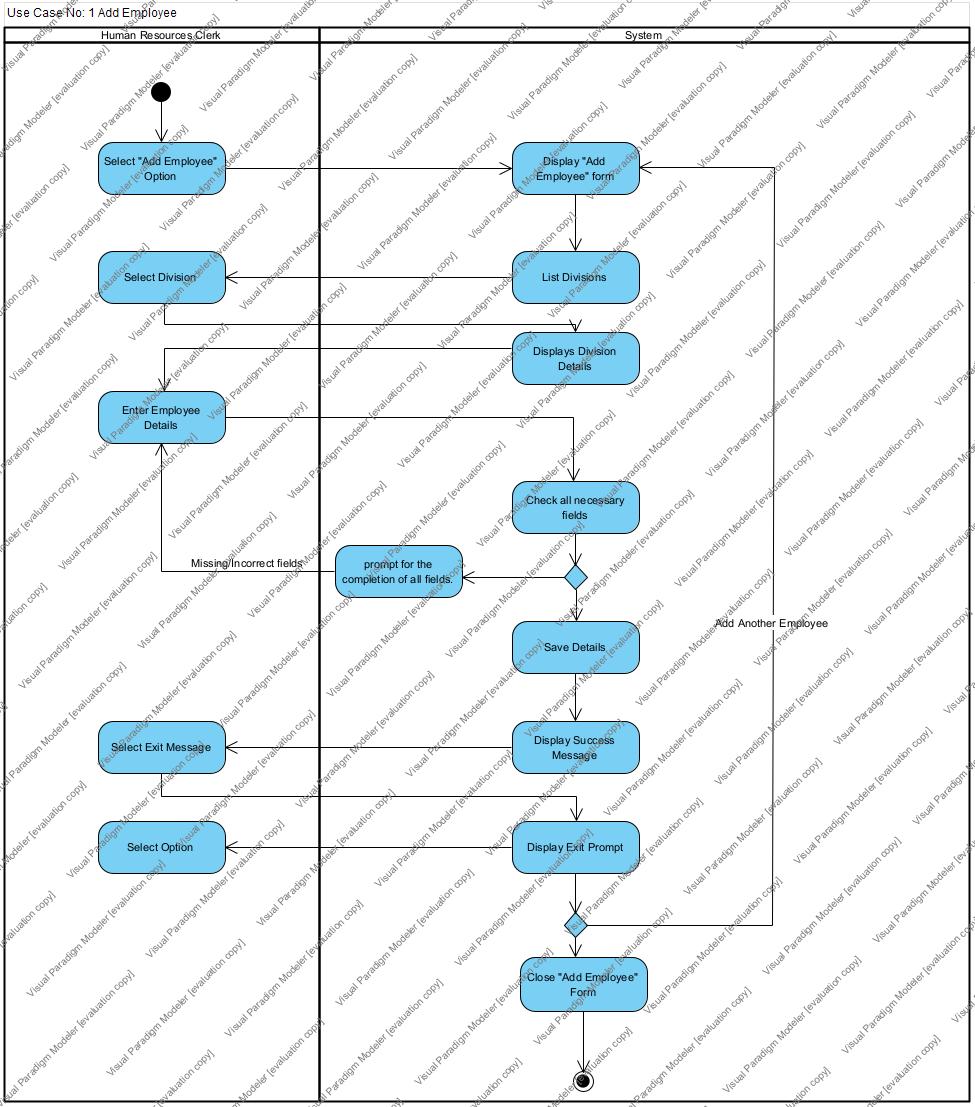 Use Case No: 1 Add Employee
Human Resources Clerk
System
Select "Add Employee"
Option
Display "Add
Employee" form
Select Division
List Divisions
Displays Division
Details
Enter Employee
Details
Check all necessary
fields
Missing/Incorrect fields
prompt for the
completion of all fields.
Save Details
Add Another Employee
Select Exit Message
Display Success
Message
Select Option
Display Exit Prompt
Close "Add Employee"
Form
Visual Paradigm Modeler [evaluation copy]